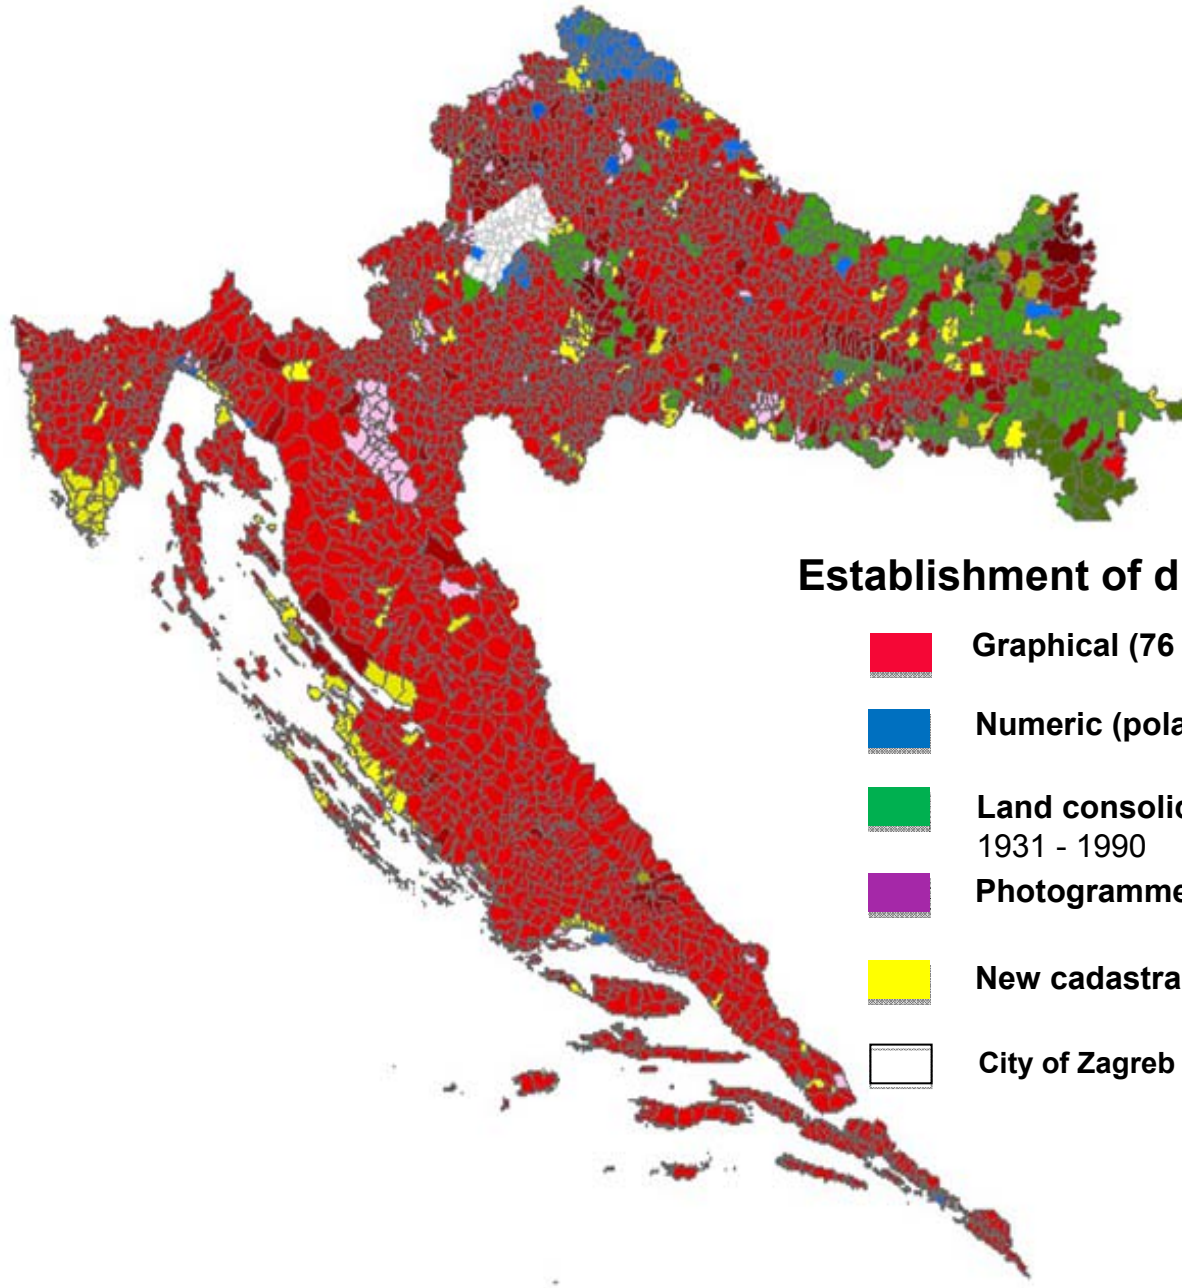 Establishment of d
Graphical (76
Numeric (pola
Land consolid
1931 - 1990
Photogramme
New cadastra
City of Zagreb